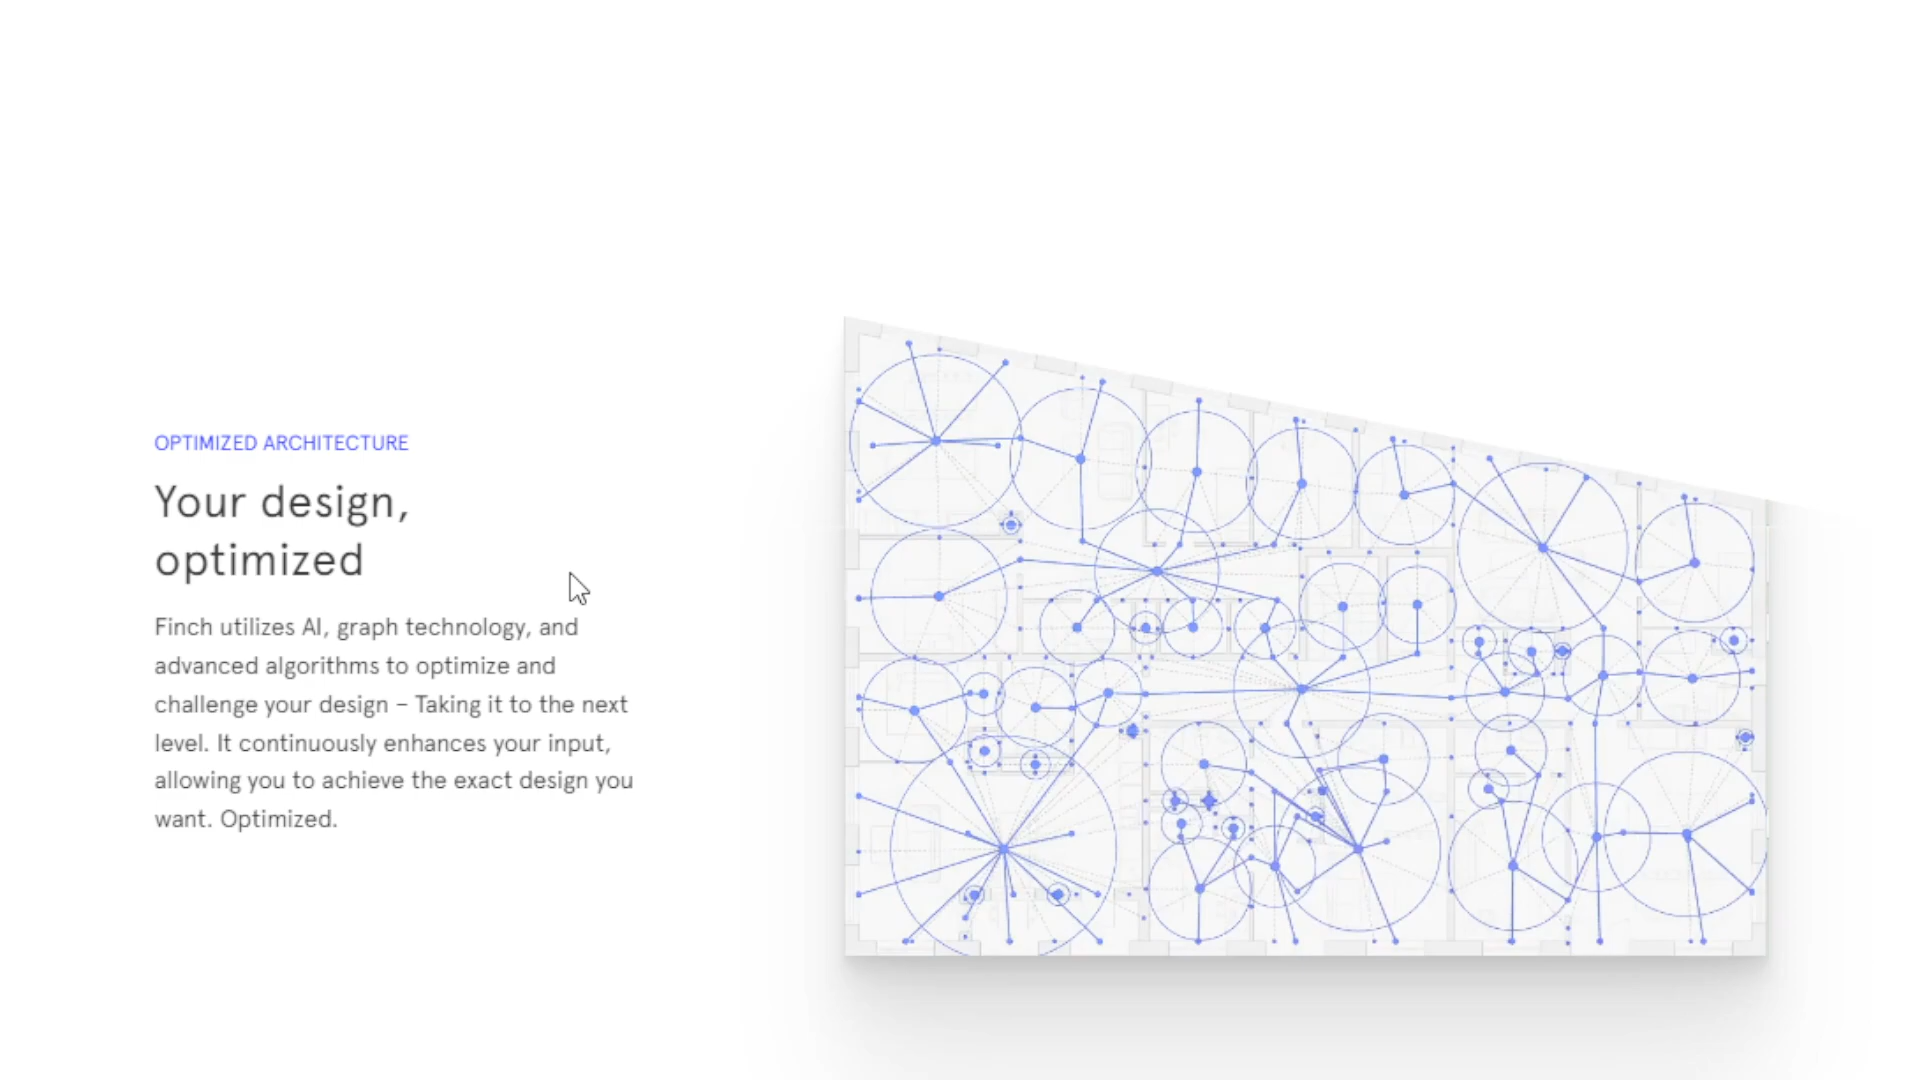 OPTIMIZED ARCHITECTURE
Your design,
optimized
Finch utilizes AI, graph technology, and
advanced algorithms to optimize and
challenge your design – Taking it to the next
level. It continuously enhances your input,
allowing you to achieve the exact design you
want. Optimized.